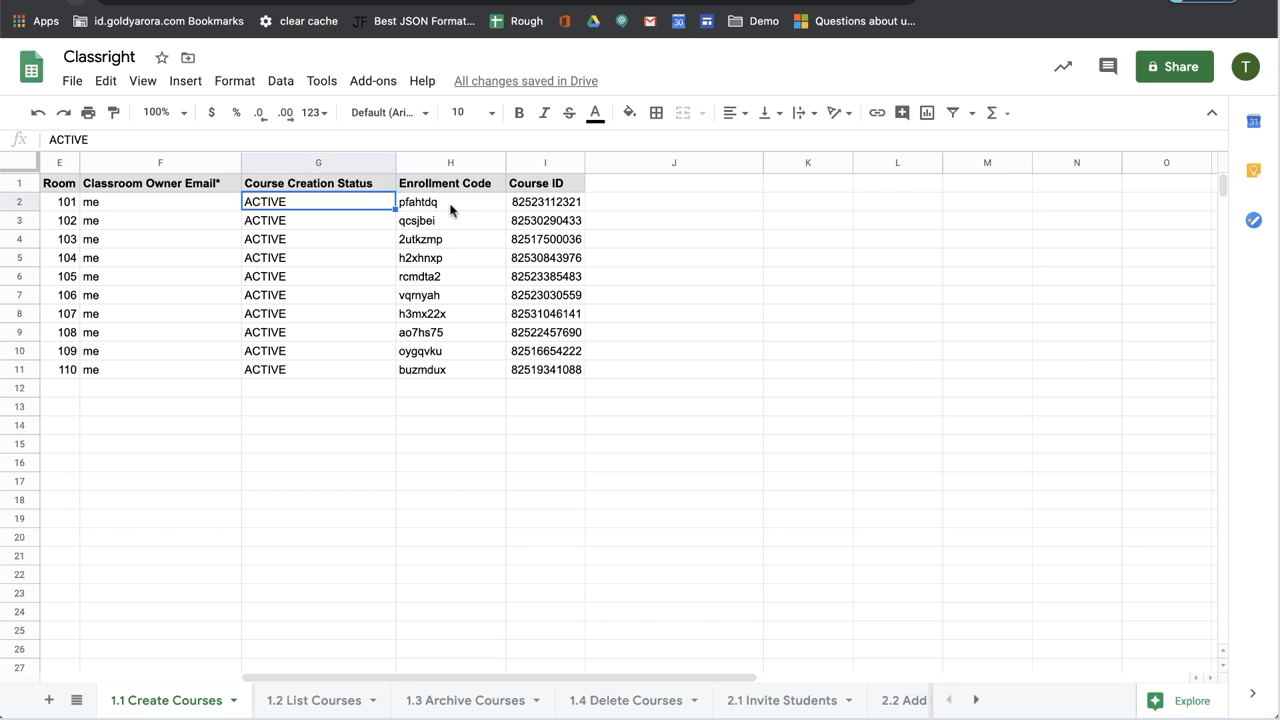 Apps id.goldyarora.com Bookmarks clear cache JF Best JSON Format... Rough 30 Demo Questions about u...
Classright
File Edit View Insert Format Data Tools Add-ons Help All changes saved in Drive
Share T
100% $ % .0 .00 123 Default (Ari... 10 B I S A Σ
31
fx ACTIVE
E F G H I J K L M N O
1 Room Classroom Owner Email* Course Creation Status Enrollment Code Course ID
2 101 me ACTIVE pfahtdq 82523112321
3 102 me ACTIVE qcsjbei 82530290433
4 103 me ACTIVE 2utkzmp 82517500036
5 104 me ACTIVE h2xhnxp 82530843976
6 105 me ACTIVE rcmdta2 82523385483
7 106 me ACTIVE vqrnyah 82523030559
8 107 me ACTIVE h3mx22x 82531046141
9 108 me ACTIVE ao7hs75 82522457690
10 109 me ACTIVE oygqvku 82516654222
11 110 me ACTIVE buzmdux 82519341088
12
13
14
15
16
17
18
19
20
21
22
23
24
25
26
27
1.1 Create Courses 1.2 List Courses 1.3 Archive Courses 1.4 Delete Courses 2.1 Invite Students 2.2 Add Explore